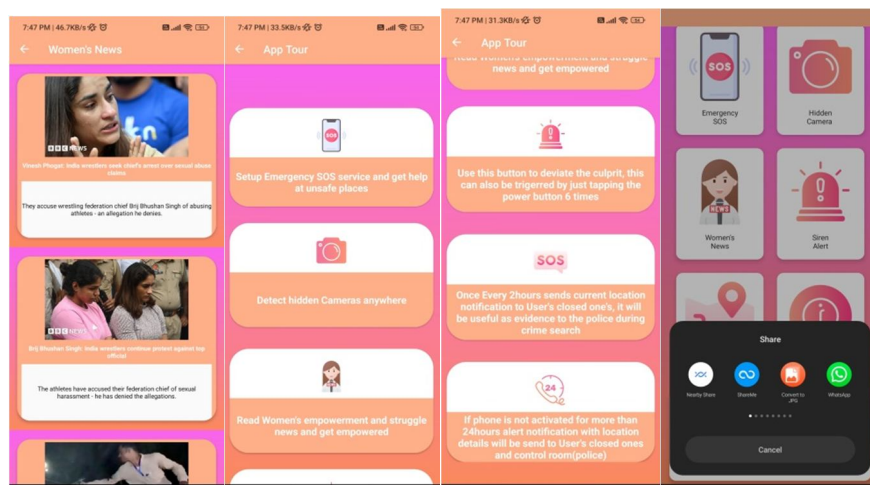 7:47 PM | 46.7KB/s
54
Women's News
BBC NEWS
Vinesh Phogat: India wrestlers seek chief's arrest over sexual abuse
claims
They accuse wrestling federation chief Brij Bhushan Singh of abusing
athletes - an allegation he denies.
BBC NEWS
Brij Bhushan Singh: India wrestlers continue protest against top
official
The athletes have accused their federation chief of sexual
harassment - he has denied the allegations.
7:47 PM | 33.5KB/s
54
App Tour
SOS
Setup Emergency SOS service and get help
at unsafe places
Detect hidden Cameras anywhere
Read Women's empowerment and struggle
news and get empowered
7:47 PM | 31.3KB/s
54
App Tour
Read Women's empowerment and struggle
news and get empowered
Use this button to deviate the culprit, this
can also be trigerred by just tapping the
power button 6 times
SOS
Once Every 2hours sends current location
notification to User's closed one's, it will
be useful as evidence to the police during
crime search
24
If phone is not activated for more than
24hours alert notification with location
details will be send to User's closed ones
and control room(police)
SOS
Emergency
SOS
Hidden
Camera
NEWS
Women's
News
Siren
Alert
Share
Nearby Share
ShareMe
Convert to
JPG
WhatsApp
Cancel